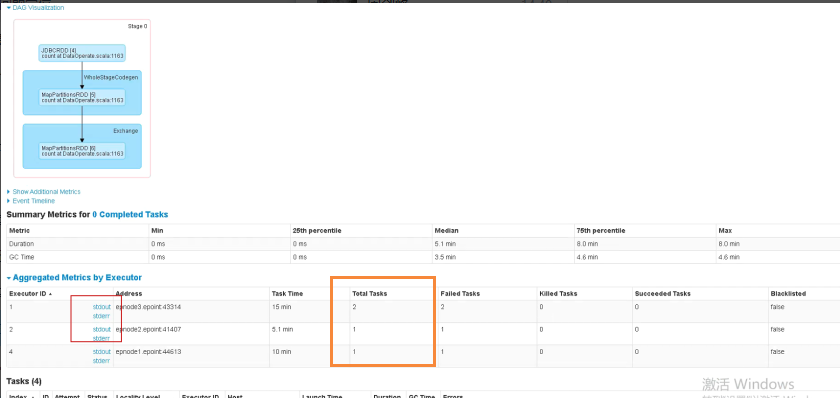 DAG Visualization
Stage 0
JDBCRDD [4]
count at DataOperate.scala:1163
WholeStageCodegen
MapPartitionsRDD [5]
count at DataOperate.scala:1163
Exchange
MapPartitionsRDD [6]
count at DataOperate.scala:1163
Show Additional Metrics
Event Timeline
Summary Metrics for 0 Completed Tasks
Metric Min 25th percentile Median 75th percentile Max
Duration 0 ms 0 ms 5.1 min 8.0 min 8.0 min
GC Time 0 ms 0 ms 3.5 min 4.6 min 4.6 min
Aggregated Metrics by Executor
Executor ID Address Task Time Total Tasks Failed Tasks Killed Tasks Succeeded Tasks Blacklisted
1 stdout epnode3.epoint:43314 15 min 2 2 0 0 false
stderr
2 stdout epnode2.epoint:41407 5.1 min 1 1 0 0 false
stderr
4 stdout epnode1.epoint:44613 10 min 1 1 0 0 false
stderr
Tasks (4)
激活 Windows
Index ID Attempt Status Locality Level Executor ID Host Launch Time Duration GC Time Errors